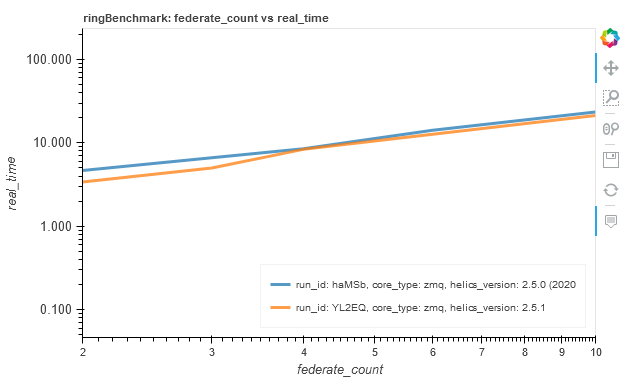 ringBenchmark: federate_count vs real_time
100.000
10.000
1.000
0.100
real_time
run_id: haMSb, core_type: zmq, helics_version: 2.5.0 (2020
run_id: YL2EQ, core_type: zmq, helics_version: 2.5.1
2 3 4 5 6 7 8 9 10
federate_count